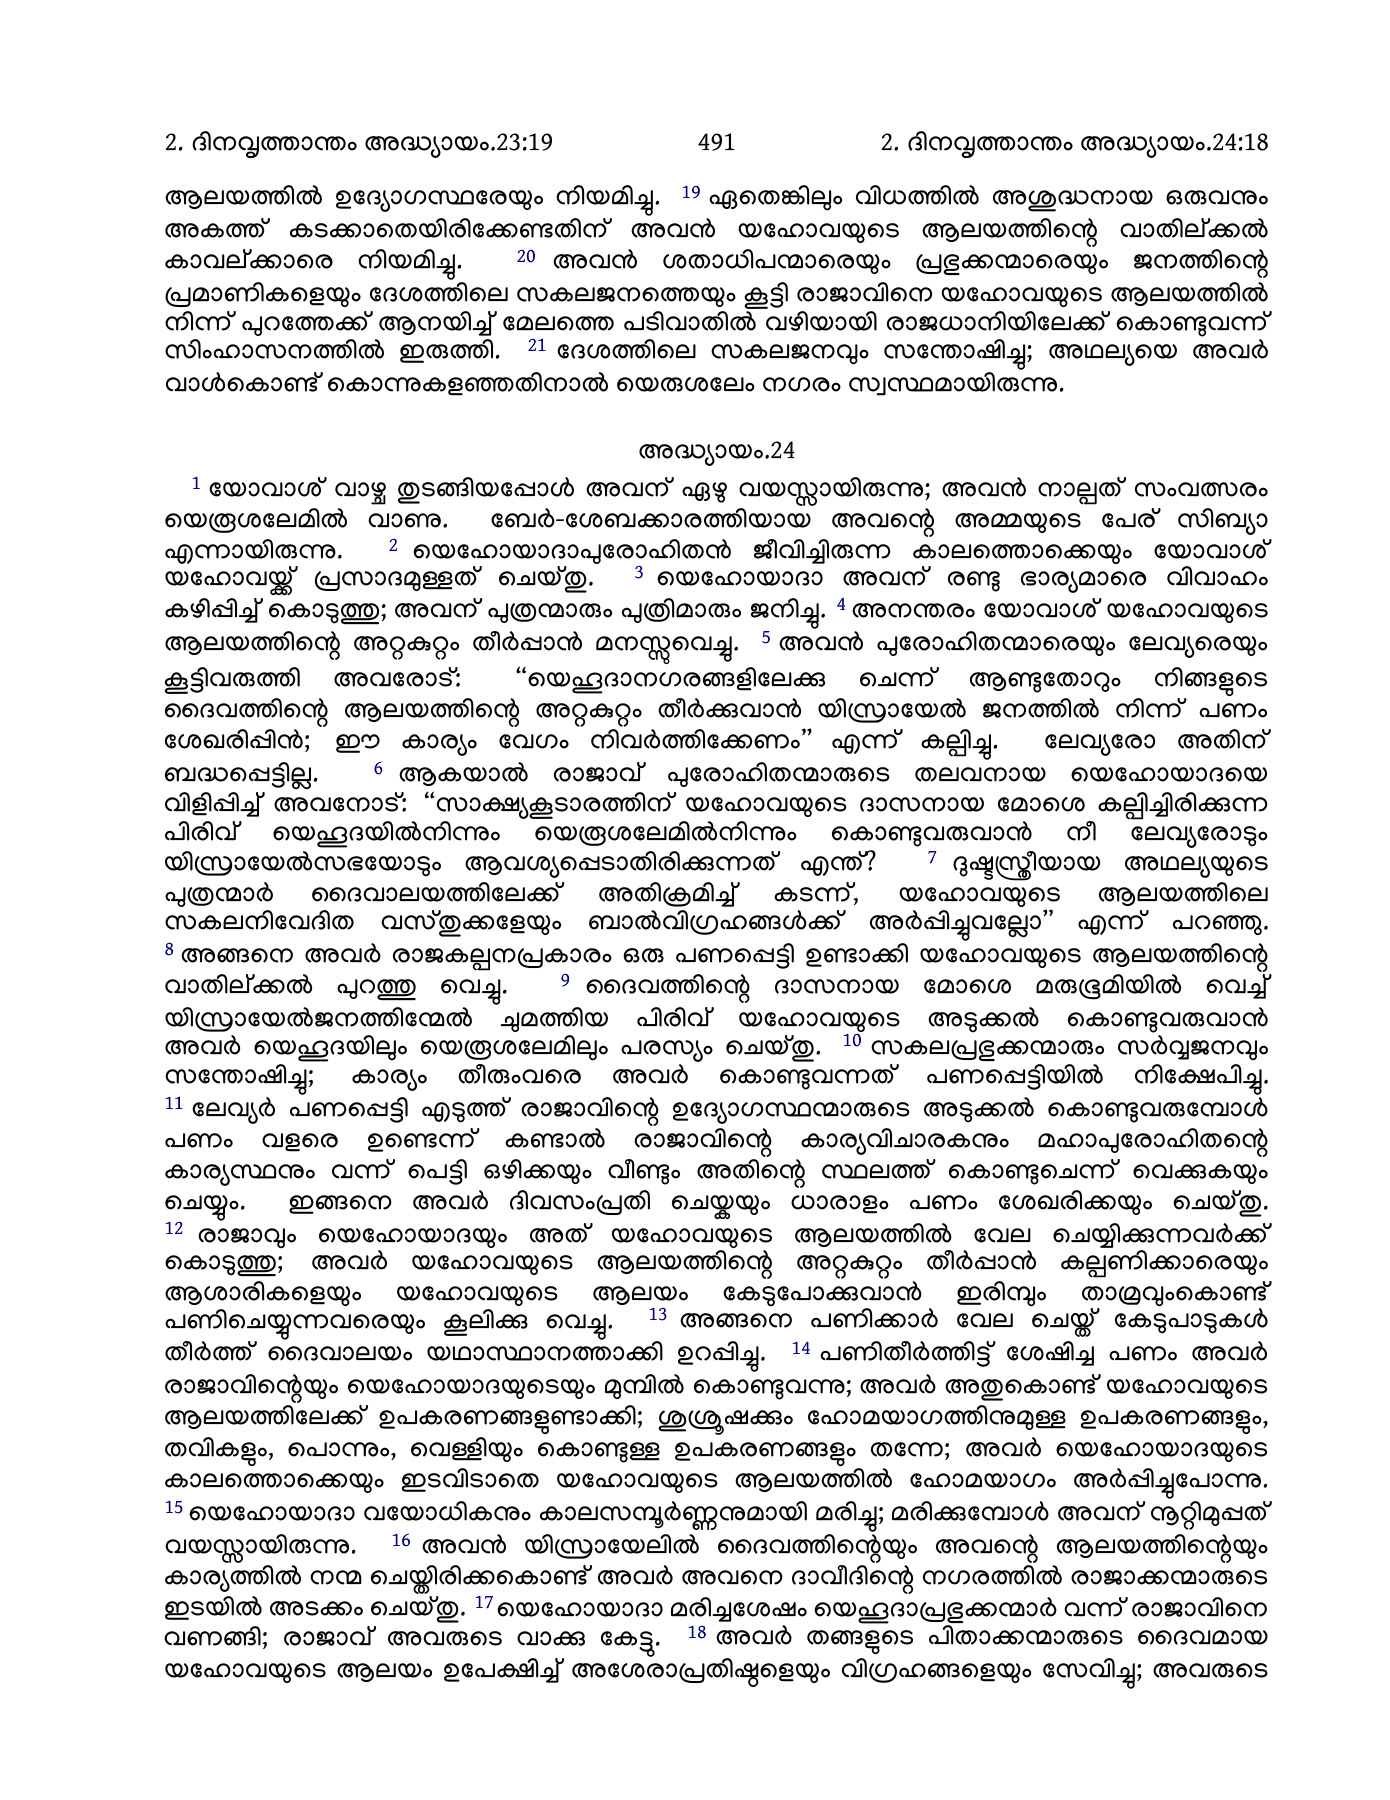 2. ദിനവൃത്താന്തം അദ്ധ്യായം.23:19 491 2. ദിനവൃത്താന്തം അദ്ധ്യായം.24:18
ആലയത്തിൽ ഉദ്യോഗസ്ഥരേയും നിയമിച്ചു. 19 ഏതെങ്കിലും വിധത്തിൽ അശുദ്ധനായ ഒരുവനും
അകത്ത് കടക്കാതെയിരിക്കേണ്ടതിന് അവൻ യഹോവയുടെ ആലയത്തിന്റെ വാതില്ക്കൽ
കാവല്ക്കാരെ നിയമിച്ചു. 20 അവൻ ശതാധിപന്മാരെയും പ്രഭുക്കന്മാരെയും ജനത്തിന്റെ
പ്രമാണികളെയും ദേശത്തിലെ സകലജനത്തെയും കൂട്ടി രാജാവിനെ യഹോവയുടെ ആലയത്തിൽ
നിന്ന് പുറത്തേക്ക് ആനയിച്ച് മേലത്തെ പടിവാതിൽ വഴിയായി രാജധാനിയിലേക്ക് കൊണ്ടുവന്ന്
സിംഹാസനത്തിൽ ഇരുത്തി. 21 ദേശത്തിലെ സകലജനവും സന്തോഷിച്ചു; അഥല്യയെ അവർ
വാൾകൊണ്ട് കൊന്നുകളഞ്ഞതിനാൽ യെരുശലേം നഗരം സ്വസ്ഥമായിരുന്നു.
അദ്ധ്യായം.24
1 യോവാശ് വാഴ്ച തുടങ്ങിയപ്പോൾ അവന് ഏഴു വയസ്സായിരുന്നു; അവൻ നാല്പത് സംവത്സരം
യെരൂശലേമിൽ വാണു. ബേർ-ശേബക്കാരത്തിയായ അവന്റെ അമ്മയുടെ പേര് സിബ്യാ
എന്നായിരുന്നു. 2 യെഹോയാദാപുരോഹിതൻ ജീവിച്ചിരുന്ന കാലത്തൊക്കെയും യോവാശ്
യഹോവയ്ക്ക് പ്രസാദമുള്ളത് ചെയ്തു. 3 യെഹോയാദാ അവന് രണ്ടു ഭാര്യമാരെ വിവാഹം
കഴിപ്പിച്ച് കൊടുത്തു; അവന് പുത്രന്മാരും പുത്രിമാരും ജനിച്ചു. 4 അനന്തരം യോവാശ് യഹോവയുടെ
ആലയത്തിന്റെ അറ്റകുറ്റം തീർപ്പാൻ മനസ്സുവെച്ചു. 5 അവൻ പുരോഹിതന്മാരെയും ലേവ്യരെയും
കൂട്ടിവരുത്തി അവരോട്: “യെഹൂദാനഗരങ്ങളിലേക്കു ചെന്ന് ആണ്ടുതോറും നിങ്ങളുടെ
ദൈവത്തിന്റെ ആലയത്തിന്റെ അറ്റകുറ്റം തീർക്കുവാൻ യിസ്രായേൽ ജനത്തിൽ നിന്ന് പണം
ശേഖരിപ്പിൻ; ഈ കാര്യം വേഗം നിവർത്തിക്കേണം” എന്ന് കല്പിച്ചു. ലേവ്യരോ അതിന്
ബദ്ധപ്പെട്ടില്ല. 6 ആകയാൽ രാജാവ് പുരോഹിതന്മാരുടെ തലവനായ യെഹോയാദയെ
വിളിപ്പിച്ച് അവനോട്: “സാക്ഷ്യകൂടാരത്തിന് യഹോവയുടെ ദാസനായ മോശെ കല്പിച്ചിരിക്കുന്ന
പിരിവ് യെഹൂദയിൽനിന്നും യെരൂശലേമിൽനിന്നും കൊണ്ടുവരുവാൻ നീ ലേവ്യരോടും
യിസ്രായേൽസഭയോടും ആവശ്യപ്പെടാതിരിക്കുന്നത് എന്ത്? 7 ദുഷ്ടസ്ത്രീയായ അഥല്യയുടെ
പുത്രന്മാർ ദൈവാലയത്തിലേക്ക് അതിക്രമിച്ച് കടന്ന്, യഹോവയുടെ ആലയത്തിലെ
സകലനിവേദിത വസ്തുക്കളേയും ബാൽവിഗ്രഹങ്ങൾക്ക് അർപ്പിച്ചുവല്ലോ” എന്ന് പറഞ്ഞു.
8 അങ്ങനെ അവർ രാജകല്പനപ്രകാരം ഒരു പണപ്പെട്ടി ഉണ്ടാക്കി യഹോവയുടെ ആലയത്തിന്റെ
വാതില്ക്കൽ പുറത്തു വെച്ചു. 9 ദൈവത്തിന്റെ ദാസനായ മോശെ മരുഭൂമിയിൽ വെച്ച്
യിസ്രായേൽജനത്തിന്മേൽ ചുമത്തിയ പിരിവ് യഹോവയുടെ അടുക്കൽ കൊണ്ടുവരുവാൻ
അവർ യെഹൂദയിലും യെരൂശലേമിലും പരസ്യം ചെയ്തു. 10 സകലപ്രഭുക്കന്മാരും സർവ്വജനവും
സന്തോഷിച്ചു; കാര്യം തീരുംവരെ അവർ കൊണ്ടുവന്നത് പണപ്പെട്ടിയിൽ നിക്ഷേപിച്ചു.
11 ലേവ്യർ പണപ്പെട്ടി എടുത്ത് രാജാവിന്റെ ഉദ്യോഗസ്ഥന്മാരുടെ അടുക്കൽ കൊണ്ടുവരുമ്പോൾ
പണം വളരെ ഉണ്ടെന്ന് കണ്ടാൽ രാജാവിന്റെ കാര്യവിചാരകനും മഹാപുരോഹിതന്റെ
കാര്യസ്ഥനും വന്ന് പെട്ടി ഒഴിക്കയും വീണ്ടും അതിന്റെ സ്ഥലത്ത് കൊണ്ടുചെന്ന് വെക്കുകയും
ചെയ്യും. ഇങ്ങനെ അവർ ദിവസംപ്രതി ചെയ്കയും ധാരാളം പണം ശേഖരിക്കയും ചെയ്തു.
12 രാജാവും യെഹോയാദയും അത് യഹോവയുടെ ആലയത്തിൽ വേല ചെയ്യിക്കുന്നവർക്ക്
കൊടുത്തു; അവർ യഹോവയുടെ ആലയത്തിന്റെ അറ്റകുറ്റം തീർപ്പാൻ കല്പണിക്കാരെയും
ആശാരികളെയും യഹോവയുടെ ആലയം കേടുപോക്കുവാൻ ഇരിമ്പും താമ്രവുംകൊണ്ട്
പണിചെയ്യുന്നവരെയും കൂലിക്കു വെച്ചു. 13 അങ്ങനെ പണിക്കാർ വേല ചെയ്ത് കേടുപാടുകൾ
തീർത്ത് ദൈവാലയം യഥാസ്ഥാനത്താക്കി ഉറപ്പിച്ചു. 14 പണിതീർത്തിട്ട് ശേഷിച്ച പണം അവർ
രാജാവിന്റെയും യെഹോയാദയുടെയും മുമ്പിൽ കൊണ്ടുവന്നു; അവർ അതുകൊണ്ട് യഹോവയുടെ
ആലയത്തിലേക്ക് ഉപകരണങ്ങളുണ്ടാക്കി; ശുശ്രൂഷക്കും ഹോമയാഗത്തിനുമുള്ള ഉപകരണങ്ങളും,
തവികളും, പൊന്നും, വെള്ളിയും കൊണ്ടുള്ള ഉപകരണങ്ങളും തന്നേ; അവർ യെഹോയാദയുടെ
കാലത്തൊക്കെയും ഇടവിടാതെ യഹോവയുടെ ആലയത്തിൽ ഹോമയാഗം അർപ്പിച്ചുപോന്നു.
15 യെഹോയാദാ വയോധികനും കാലസമ്പൂർണ്ണനുമായി മരിച്ചു; മരിക്കുമ്പോൾ അവന് നൂറ്റിമുപ്പത്
വയസ്സായിരുന്നു. 16 അവൻ യിസ്രായേലിൽ ദൈവത്തിന്റെയും അവന്റെ ആലയത്തിന്റെയും
കാര്യത്തിൽ നന്മ ചെയ്തിരിക്കകൊണ്ട് അവർ അവനെ ദാവീദിന്റെ നഗരത്തിൽ രാജാക്കന്മാരുടെ
ഇടയിൽ അടക്കം ചെയ്തു. 17 യെഹോയാദാ മരിച്ചശേഷം യെഹൂദാപ്രഭുക്കന്മാർ വന്ന് രാജാവിനെ
വണങ്ങി; രാജാവ് അവരുടെ വാക്കു കേട്ടു. 18 അവർ തങ്ങളുടെ പിതാക്കന്മാരുടെ ദൈവമായ
യഹോവയുടെ ആലയം ഉപേക്ഷിച്ച് അശേരാപ്രതിഷ്ഠളെയും വിഗ്രഹങ്ങളെയും സേവിച്ചു; അവരുടെ